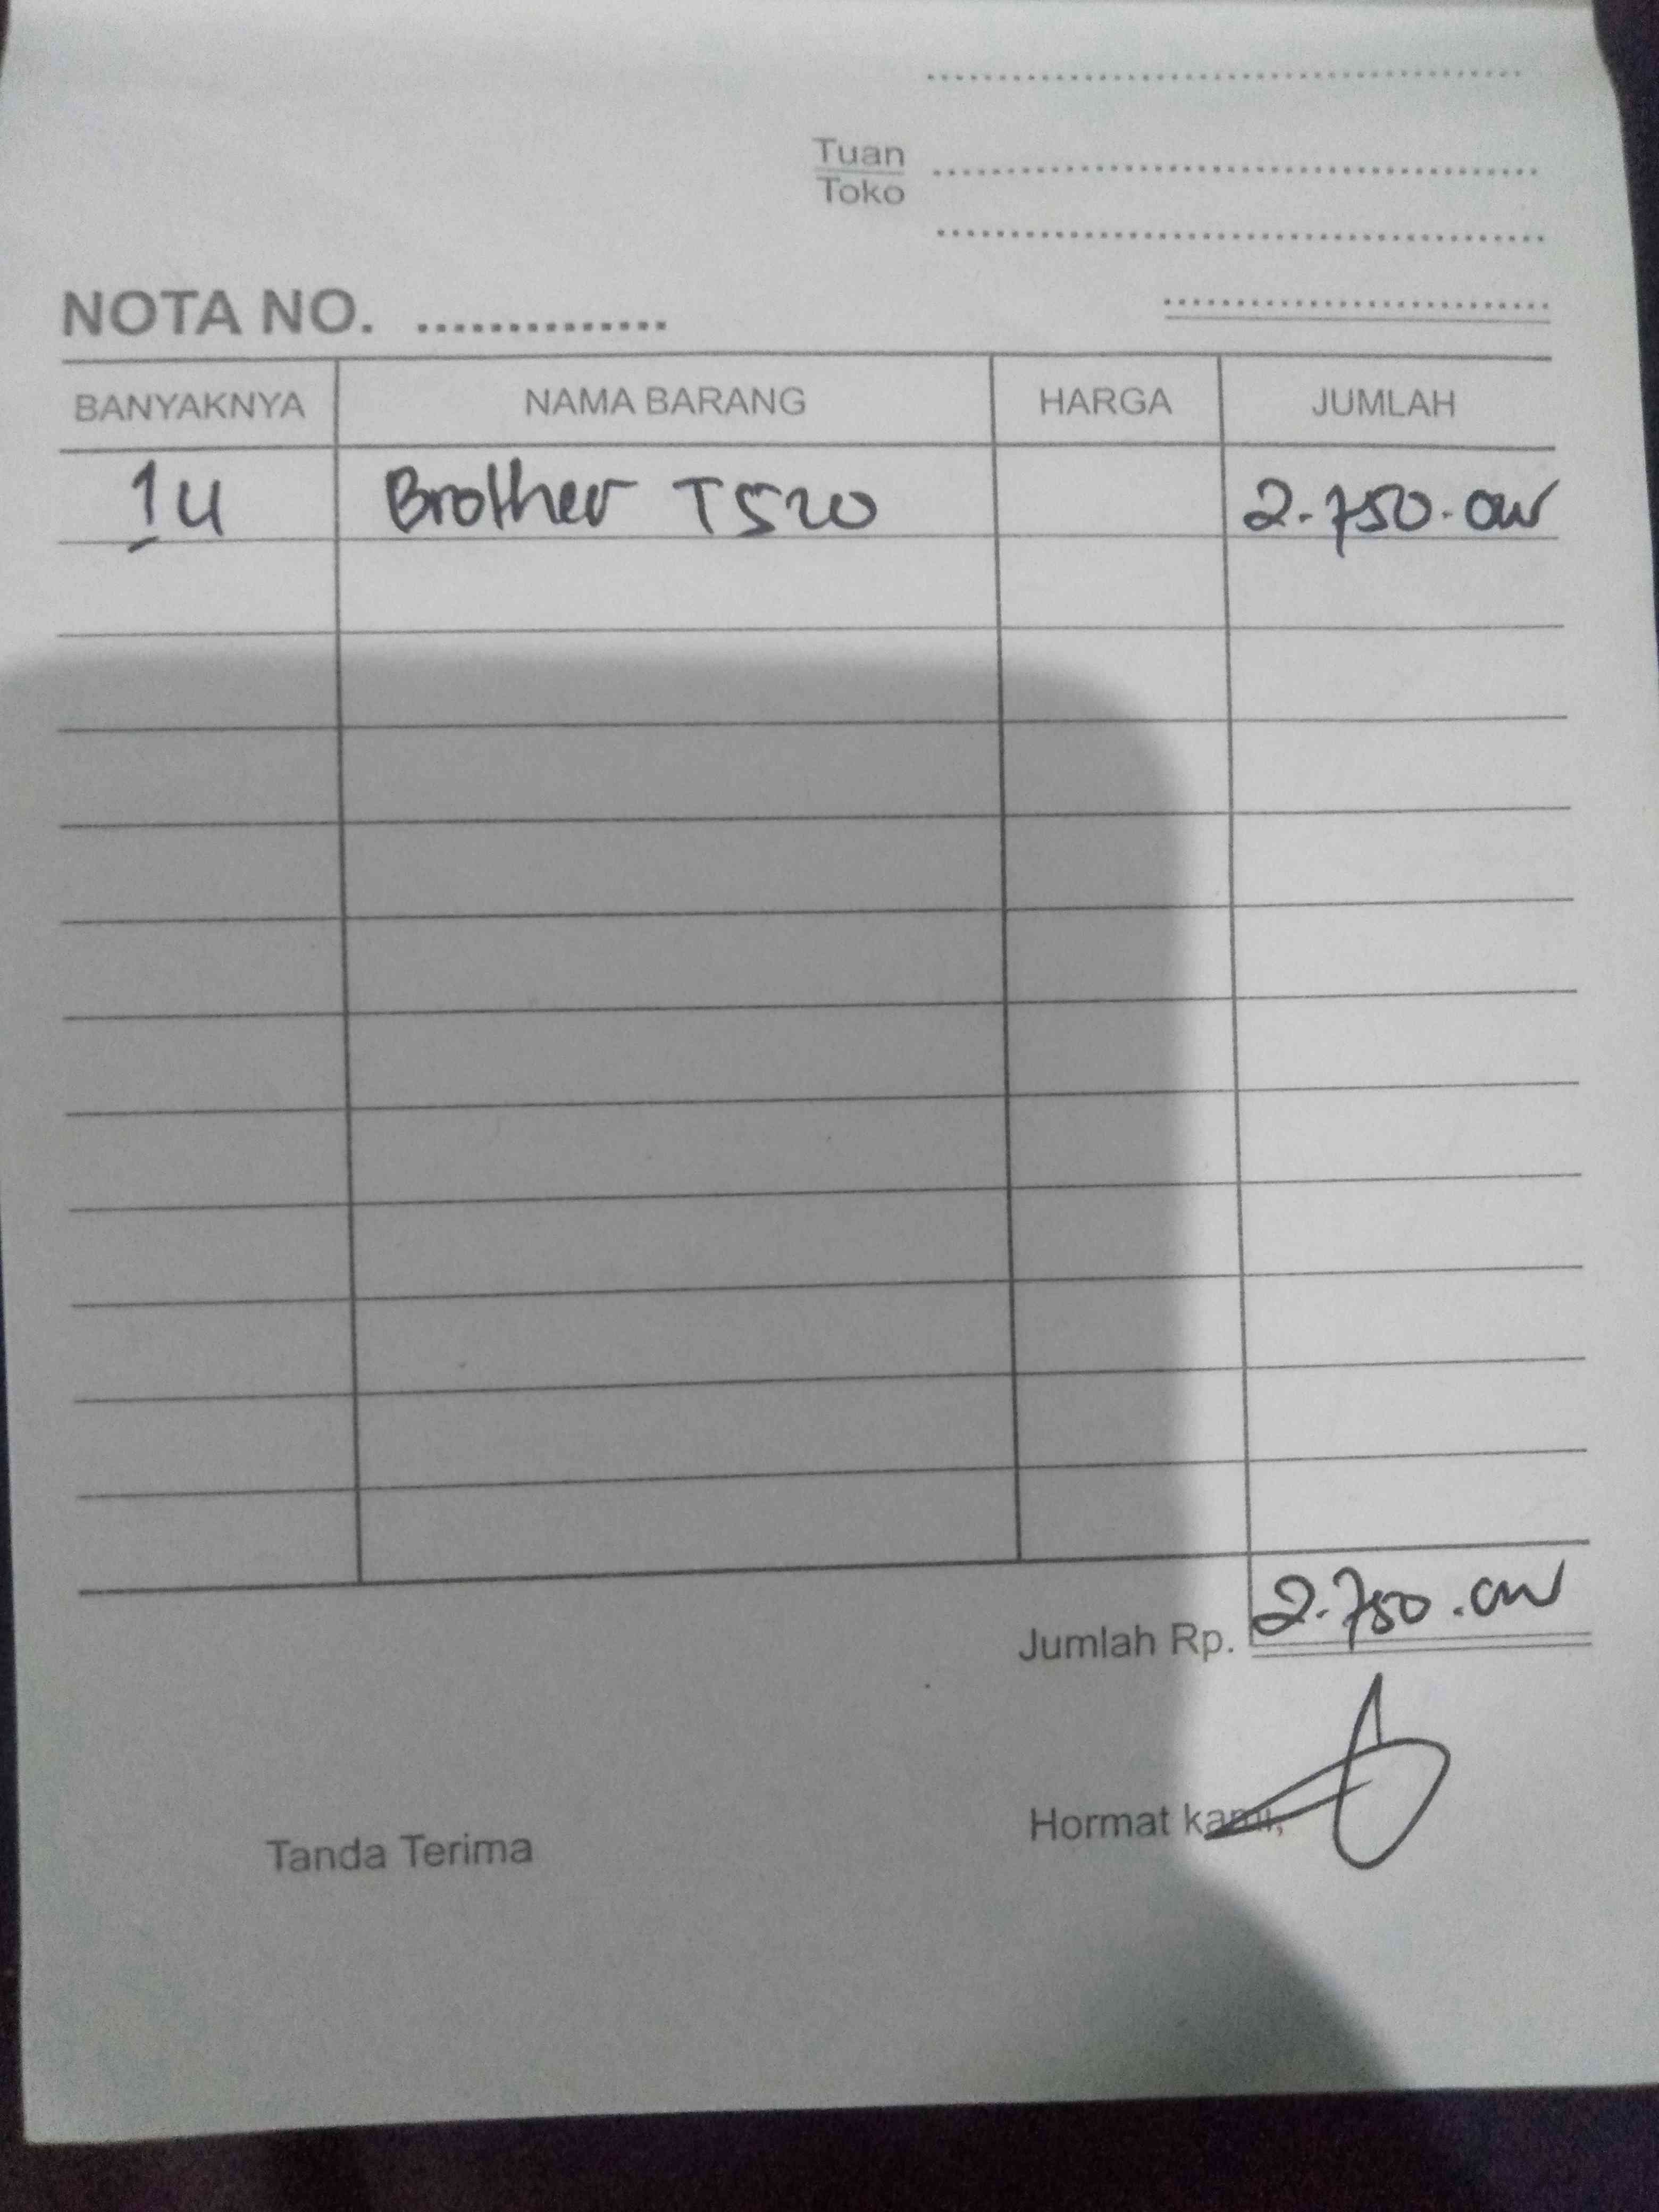 Tuan
Toko
NOTA NO.
BANYAKNYA NAMA BARANG HARGA JUMLAH
1 U Brother T520 2.750.000
Jumlah Rp. 2.750.000
Tanda Terima Hormat kami,